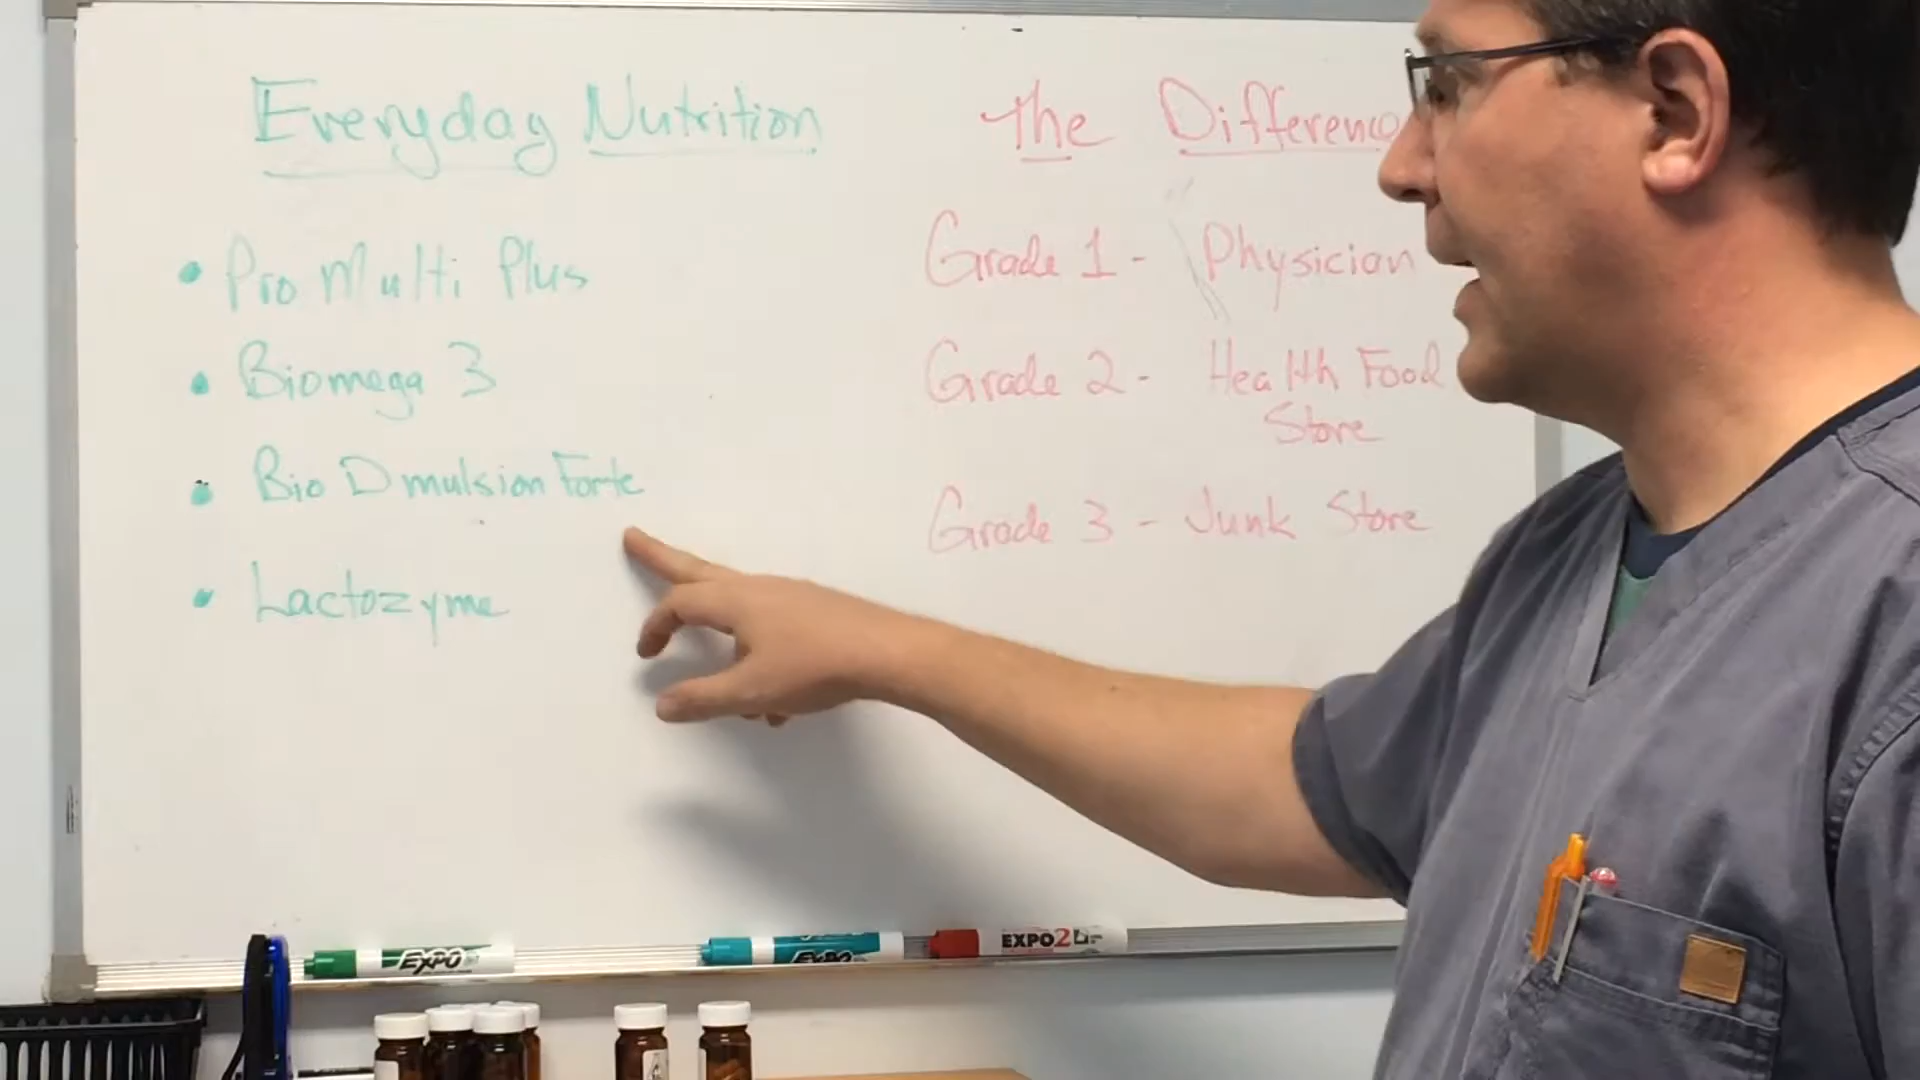 Everyday Nutrition
• Pro Multi Plus
• Biomega 3
• Bio D mulsion Forte
• Lactozyme
The Differenc
Grade 1 - Physician
Grade 2 - Health Food
Store
Grade 3 - Junk Store
EXPO
EXPO
EXPO2